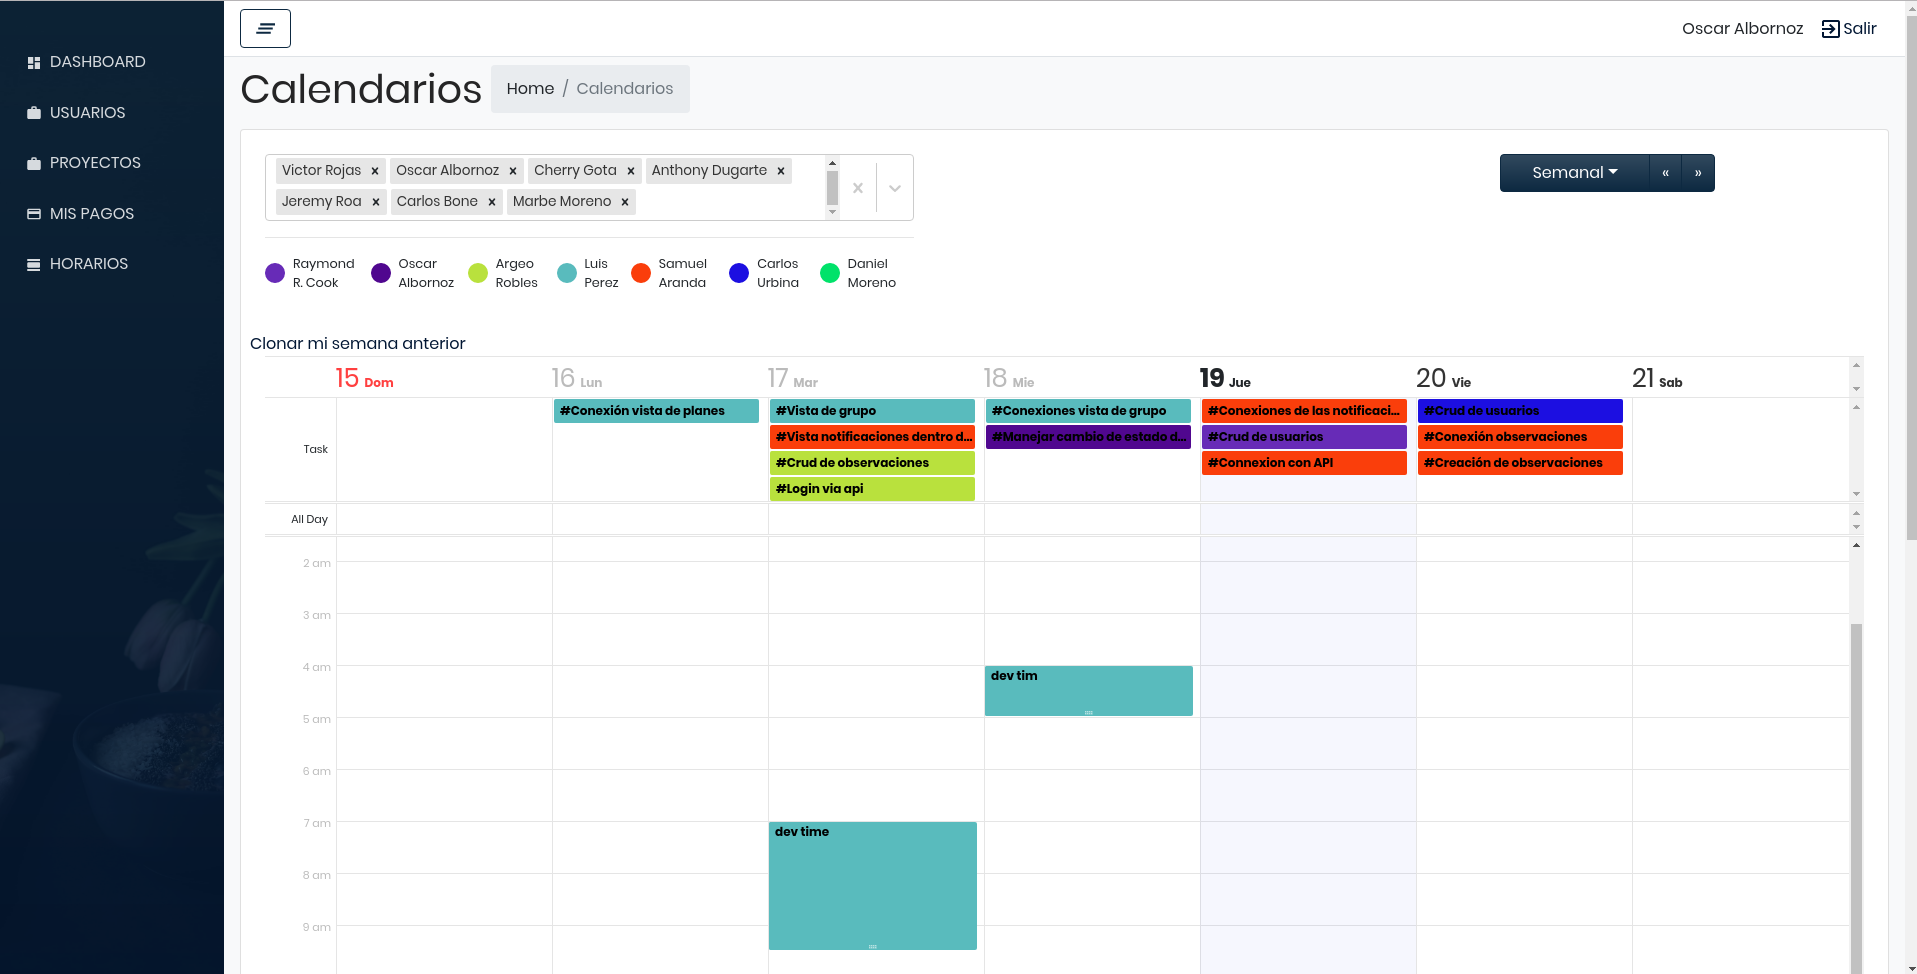 Oscar Albornoz Salir
DASHBOARD
USUARIOS
PROYECTOS
MIS PAGOS
HORARIOS
Calendarios Home / Calendarios
Victor Rojas × Oscar Albornoz × Cherry Gota × Anthony Dugarte ×
Jeremy Roa × Carlos Bone × Marbe Moreno ×
Semanal « »
Raymond R. Cook
Oscar Albornoz
Argeo Robles
Luis Perez
Samuel Aranda
Carlos Urbina
Daniel Moreno
Clonar mi semana anterior
15 Dom 16 Lun 17 Mar 18 Mie 19 Jue 20 Vie 21 Sab
Task
#Conexión vista de planes #Vista de grupo #Conexiones vista de grupo #Conexiones de las notificaci... #Crud de usuarios
#Vista notificaciones dentro d... #Manejar cambio de estado d... #Crud de usuarios #Conexión observaciones
#Crud de observaciones #Connexion con API #Creación de observaciones
#Login via api
All Day
2 am
3 am
4 am
dev tim
5 am
6 am
7 am
dev time
8 am
9 am